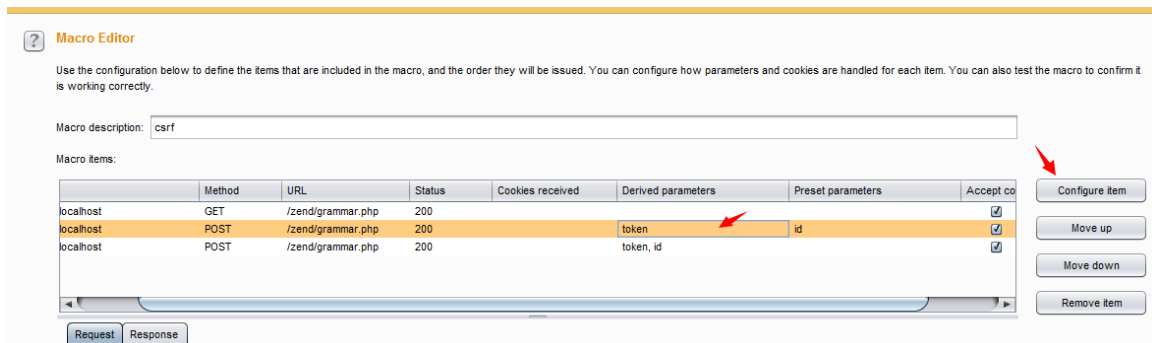 ?
Macro Editor
Use the configuration below to define the items that are included in the macro, and the order they will be issued. You can configure how parameters and cookies are handled for each item. You can also test the macro to confirm it
is working correctly.
Macro description: csrf
Macro items:
Method URL Status Cookies received Derived parameters Preset parameters Accept co
localhost GET /zend/grammar.php 200
localhost POST /zend/grammar.php 200 token id
localhost POST /zend/grammar.php 200 token, id
Configure item
Move up
Move down
Remove item
Request Response